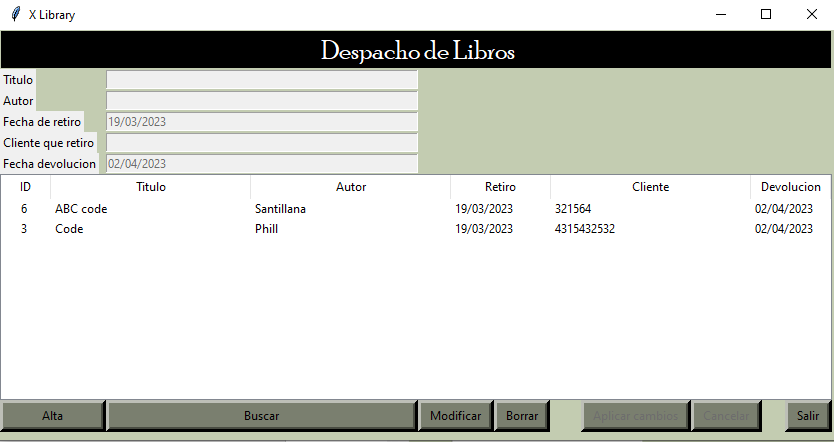 X Library
Despacho de Libros
Titulo
Autor
Fecha de retiro 19/03/2023
Cliente que retiro
Fecha devolucion 02/04/2023
ID Titulo Autor Retiro Cliente Devolucion
6 ABC code Santillana 19/03/2023 321564 02/04/2023
3 Code Phill 19/03/2023 4315432532 02/04/2023
Alta Buscar Modificar Borrar Aplicar cambios Cancelar Salir